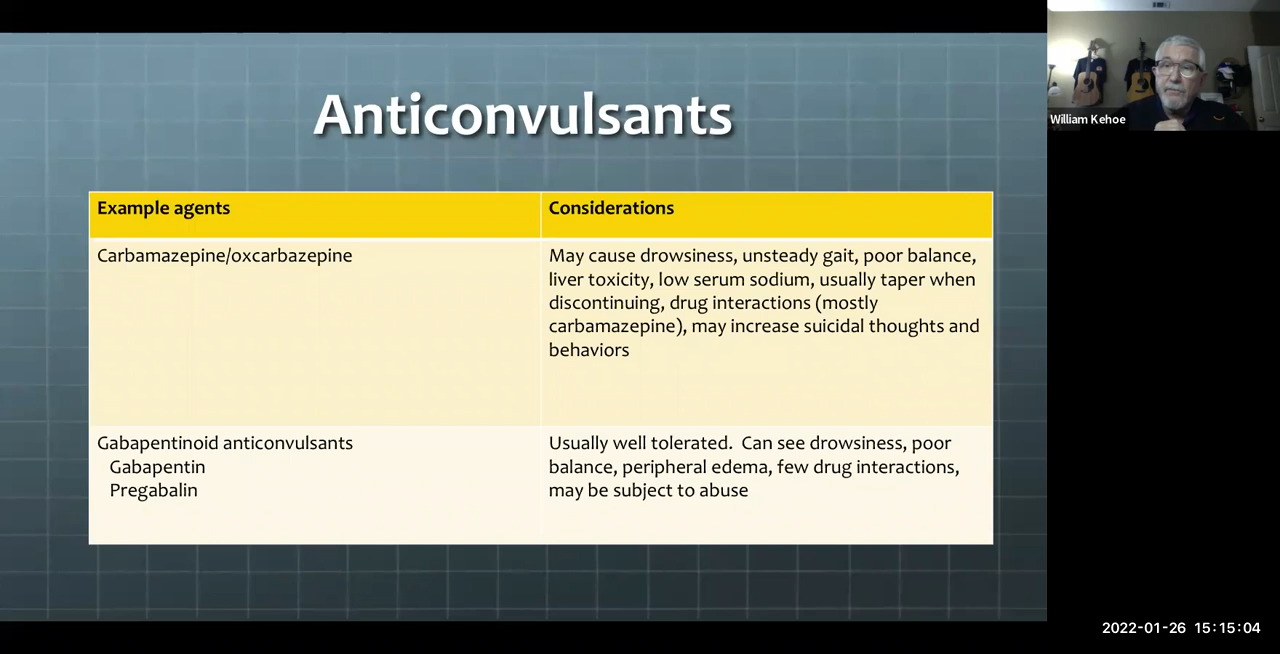 Anticonvulsants
Example agents
Considerations
Carbamazepine/oxcarbazepine
May cause drowsiness, unsteady gait, poor balance,
liver toxicity, low serum sodium, usually taper when
discontinuing, drug interactions (mostly
carbamazepine), may increase suicidal thoughts and
behaviors
Gabapentinoid anticonvulsants
Gabapentin
Pregabalin
Usually well tolerated.  Can see drowsiness, poor
balance, peripheral edema, few drug interactions,
may be subject to abuse
William Kehoe
2022-01-26 15:15:04